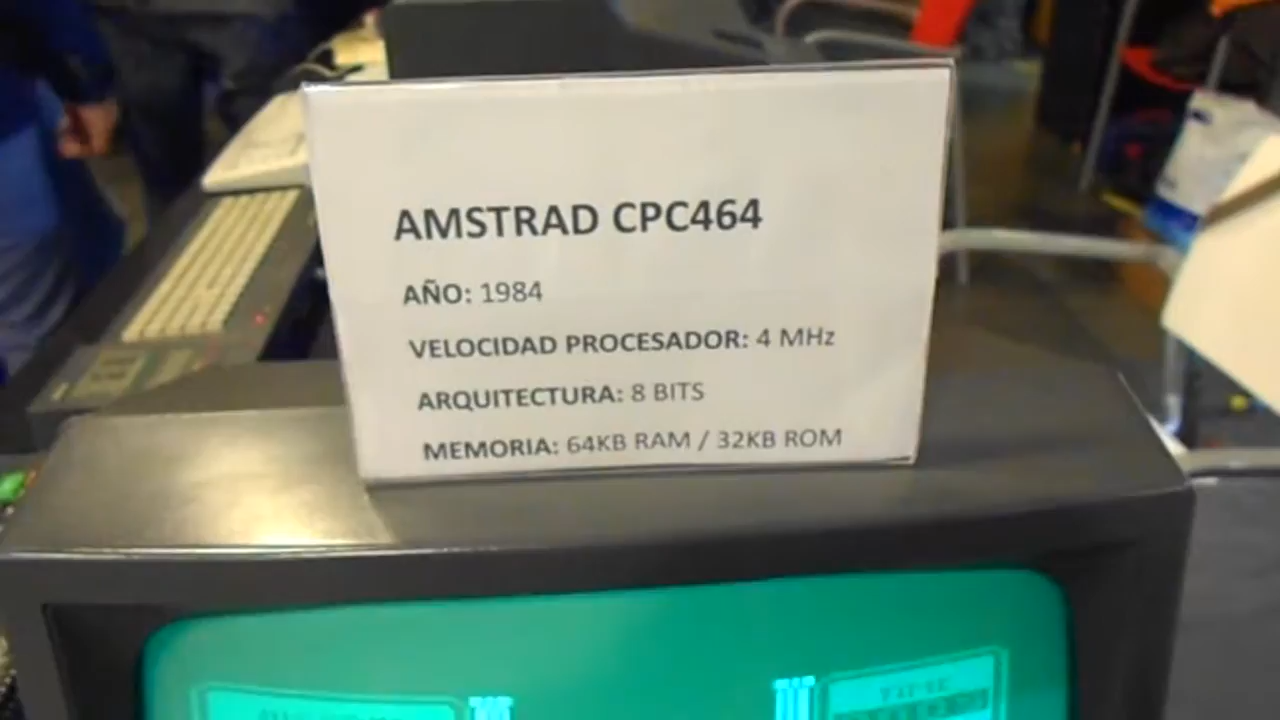 AMSTRAD CPC464
AÑO: 1984
VELOCIDAD PROCESADOR: 4 MHz
ARQUITECTURA: 8 BITS
MEMORIA: 64KB RAM / 32KB ROM